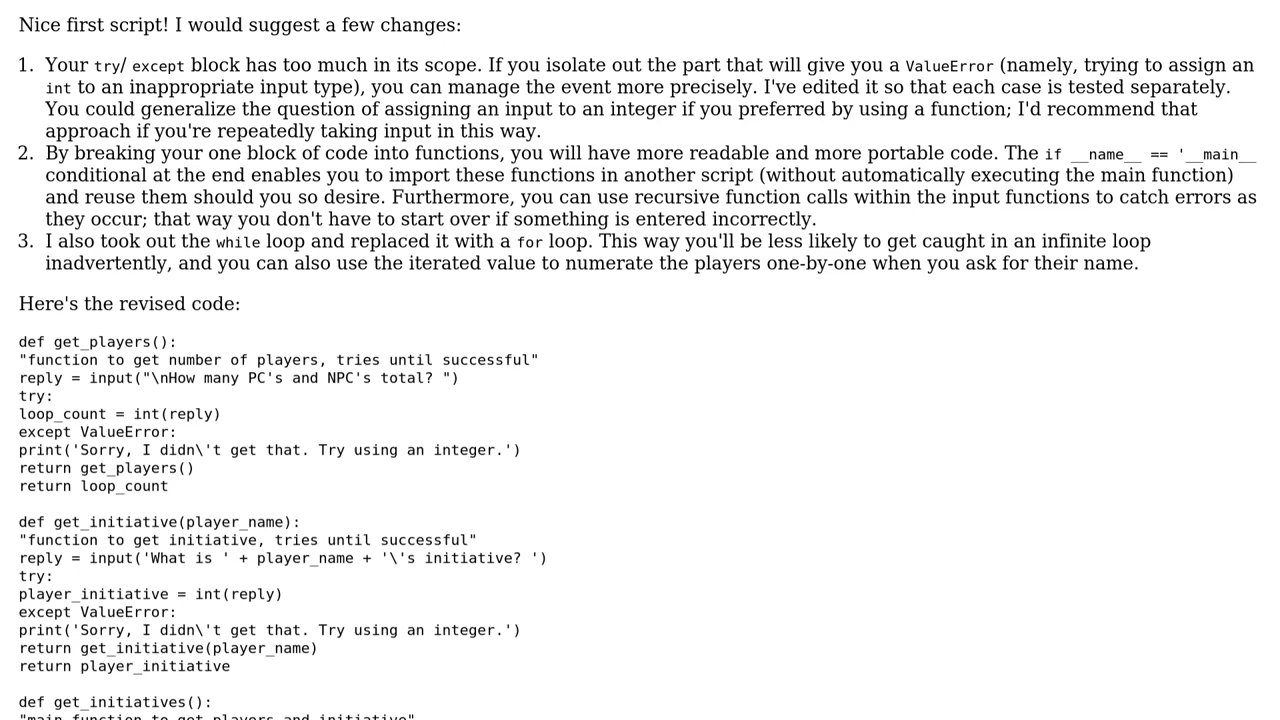 Nice first script! I would suggest a few changes:
1. Your try/ except block has too much in its scope. If you isolate out the part that will give you a ValueError (namely, trying to assign an
int to an inappropriate input type), you can manage the event more precisely. I've edited it so that each case is tested separately.
You could generalize the question of assigning an input to an integer if you preferred by using a function; I'd recommend that
approach if you're repeatedly taking input in this way.
2. By breaking your one block of code into functions, you will have more readable and more portable code. The if __name__ == '__main__
conditional at the end enables you to import these functions in another script (without automatically executing the main function)
and reuse them should you so desire. Furthermore, you can use recursive function calls within the input functions to catch errors as
they occur; that way you don't have to start over if something is entered incorrectly.
3. I also took out the while loop and replaced it with a for loop. This way you'll be less likely to get caught in an infinite loop
inadvertently, and you can also use the iterated value to numerate the players one-by-one when you ask for their name.
Here's the revised code:
def get_players():
"function to get number of players, tries until successful"
reply = input("\nHow many PC's and NPC's total? ")
try:
loop_count = int(reply)
except ValueError:
print('Sorry, I didn\'t get that. Try using an integer.')
return get_players()
return loop_count
def get_initiative(player_name):
"function to get initiative, tries until successful"
reply = input('What is ' + player_name + '\'s initiative? ')
try:
player_initiative = int(reply)
except ValueError:
print('Sorry, I didn\'t get that. Try using an integer.')
return get_initiative(player_name)
return player_initiative
def get_initiatives():
"main function to get players and initiative"